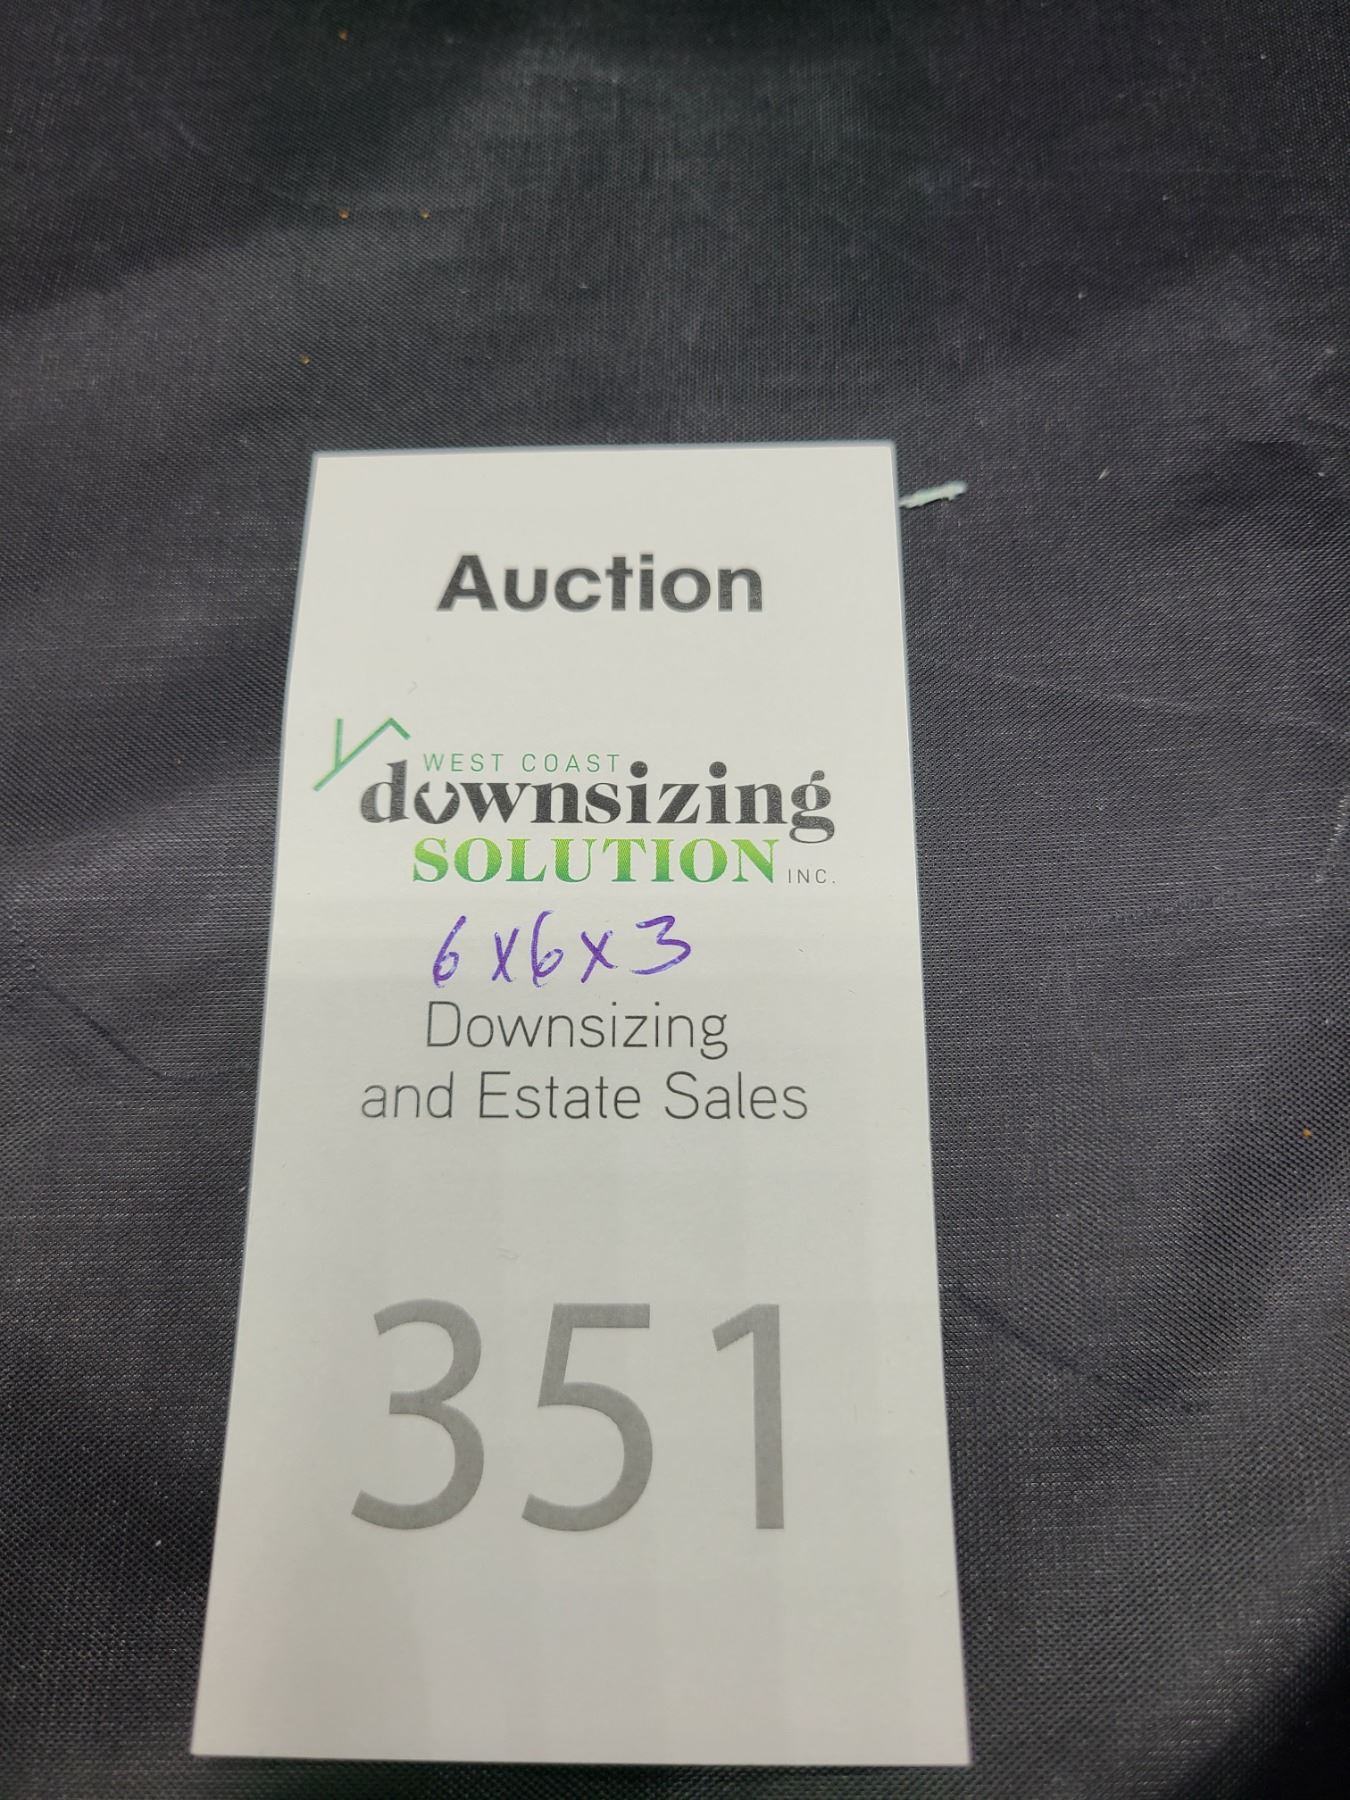 Auction
WEST COAST
downsizing
SOLUTION INC.
6x6x3
Downsizing
and Estate Sales
351